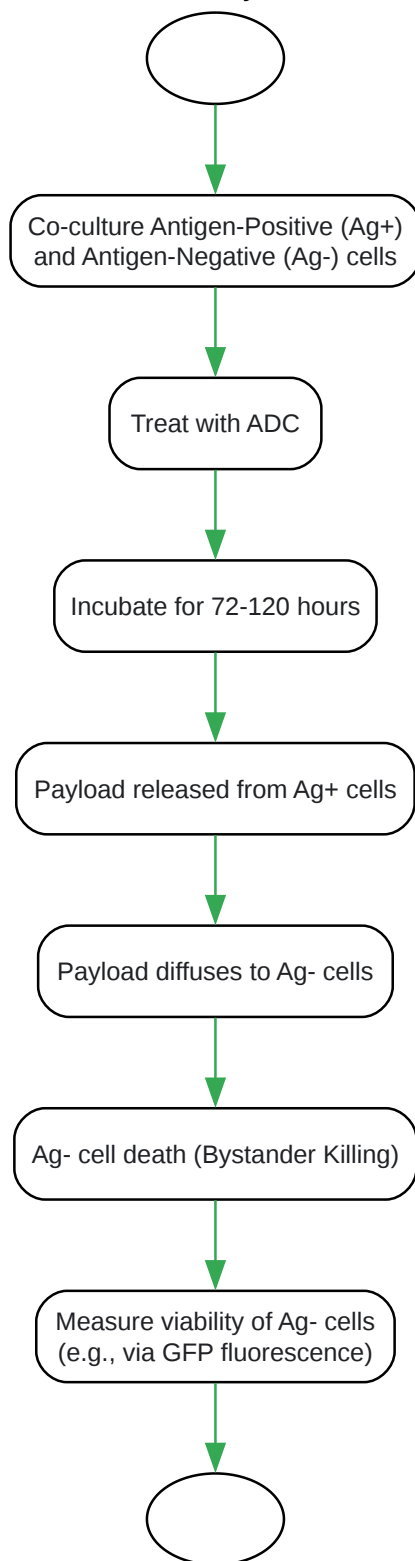 Co-culture Antigen-Positive (Ag+)
and Antigen-Negative (Ag-) cells
Treat with ADC
Incubate for 72-120 hours
Payload released from Ag+ cells
Payload diffuses to Ag- cells
Ag- cell death (Bystander Killing)
Measure viability of Ag- cells
(e.g., via GFP fluorescence)